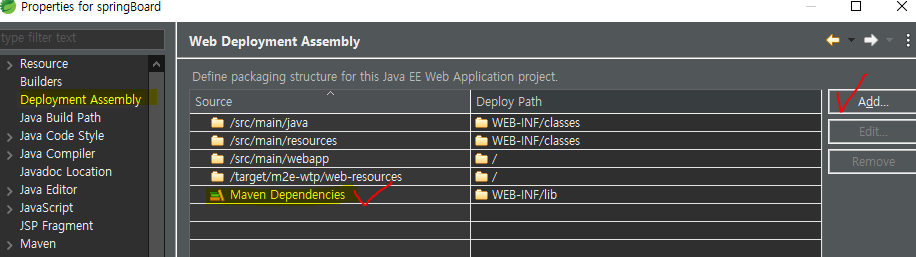 Properties for springBoard
type filter text
Resource
Builders
Deployment Assembly
Java Build Path
Java Code Style
Java Compiler
Javadoc Location
Java Editor
JavaScript
JSP Fragment
Maven
Web Deployment Assembly
Define packaging structure for this Java EE Web Application project.
Source Deploy Path
/src/main/java WEB-INF/classes
/src/main/resources WEB-INF/classes
/src/main/webapp /
/target/m2e-wtp/web-resources /
Maven Dependencies WEB-INF/lib
Add...
Edit...
Remove